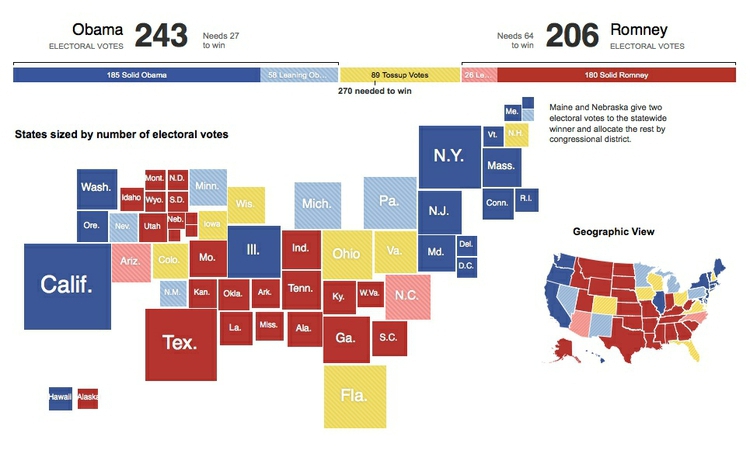 Obama
ELECTORAL VOTES
243
Needs 27
to win
Needs 64
to win
206
Romney
ELECTORAL VOTES
185 Solid Obama
58 Leaning Ob...
89 Tossup Votes
26 Le...
180 Solid Romney
270 needed to win
States sized by number of electoral votes
Maine and Nebraska give two
electoral votes to the statewide
winner and allocate the rest by
congressional district.
Me.
N.Y.
Vt.
N.H.
Mass.
Wash.
Mont.
N.D.
Minn.
Idaho
Wyo.
S.D.
Wis.
Mich.
Pa.
N.J.
Conn.
R.I.
Ore.
Nev.
Utah
Neb.
Iowa
Ill.
Ind.
Ohio
Va.
Md.
Del.
D.C.
Calif.
Ariz.
Colo.
Mo.
Tenn.
Ky.
W.Va.
N.C.
N.M.
Kan.
Okla.
Ark.
Tex.
La.
Miss.
Ala.
Ga.
S.C.
Fla.
Hawaii
Alaska
Geographic View